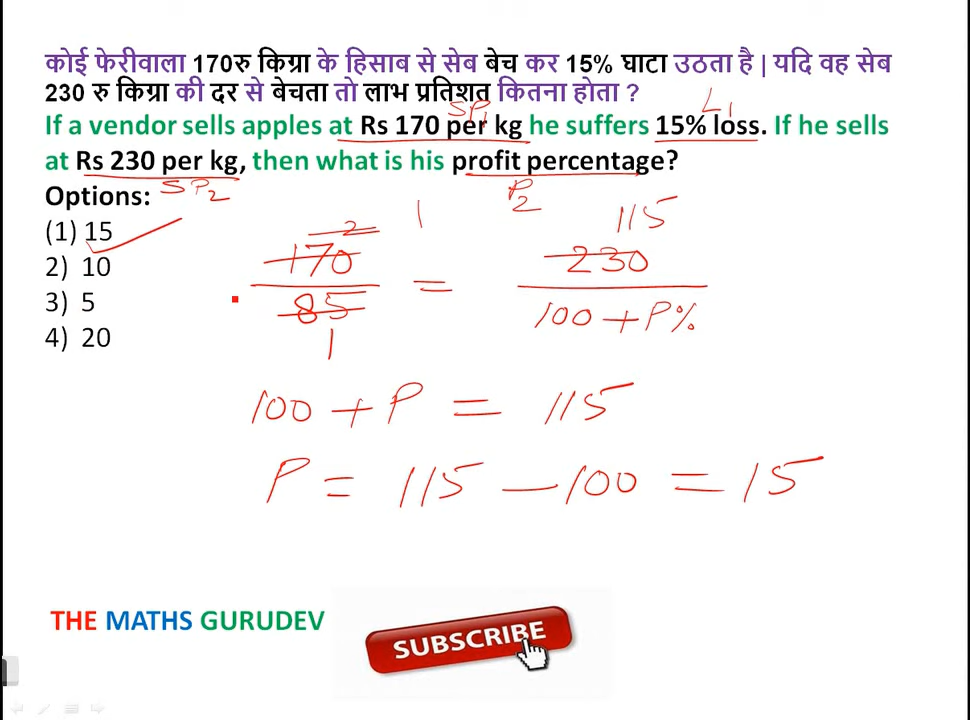 कोई फेरीवाला 170रु किग्रा के हिसाब से सेब बेच कर 15% घाटा उठता है | यदि वह सेब
230 रु किग्रा की दर से बेचता तो लाभ प्रतिशत कितना होता ?
SP1 L1
If a vendor sells apples at Rs 170 per kg he suffers 15% loss. If he sells
at Rs 230 per kg, then what is his profit percentage?
SP2 P2
Options:
(1) 15
2) 10
3) 5
4) 20
2 1 115
170 230
85 = 100 + P%
1
100 + P = 115
P = 115 - 100 = 15
THE MATHS GURUDEV
SUBSCRIBE